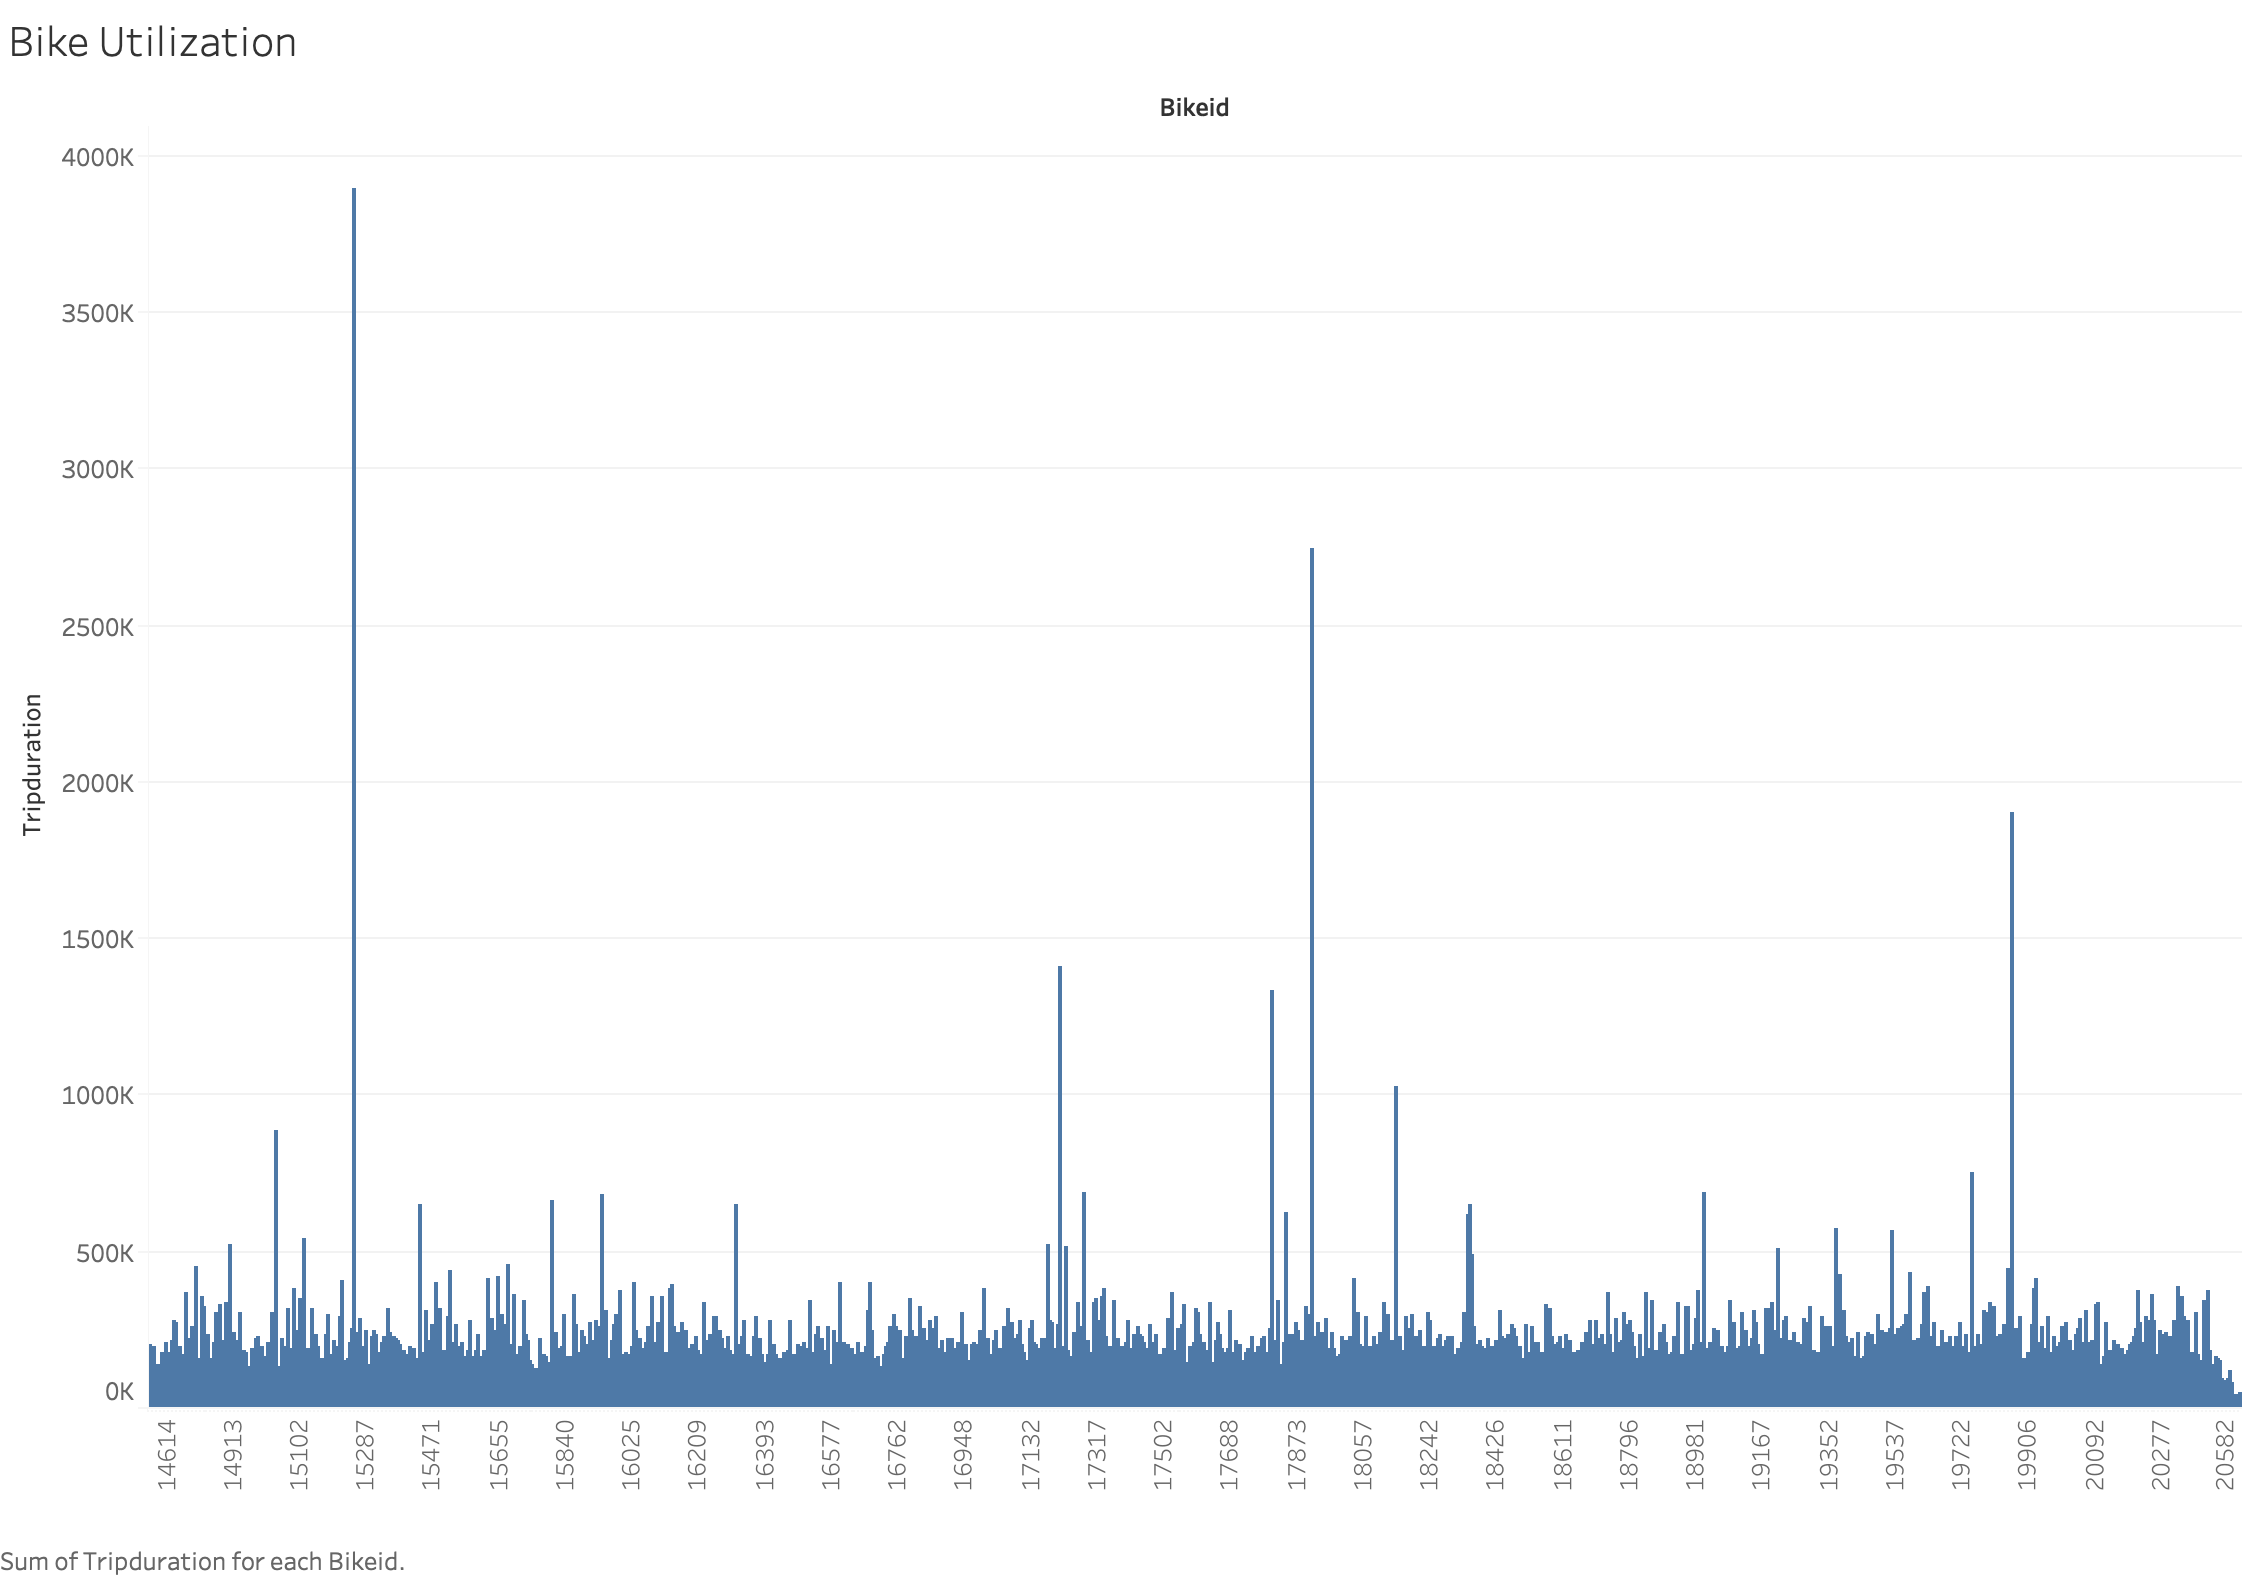 Bike Utilization
Bikeid
4000K
3500K
3000K
2500K
2000K
1500K
1000K
500K
0K
Tripduration
14614
14913
15102
15287
15471
15655
15840
16025
16209
16393
16577
16762
16948
17132
17317
17502
17688
17873
18057
18242
18426
18611
18796
18981
19167
19352
19537
19722
19906
20092
20277
20582
Sum of Tripduration for each Bikeid.